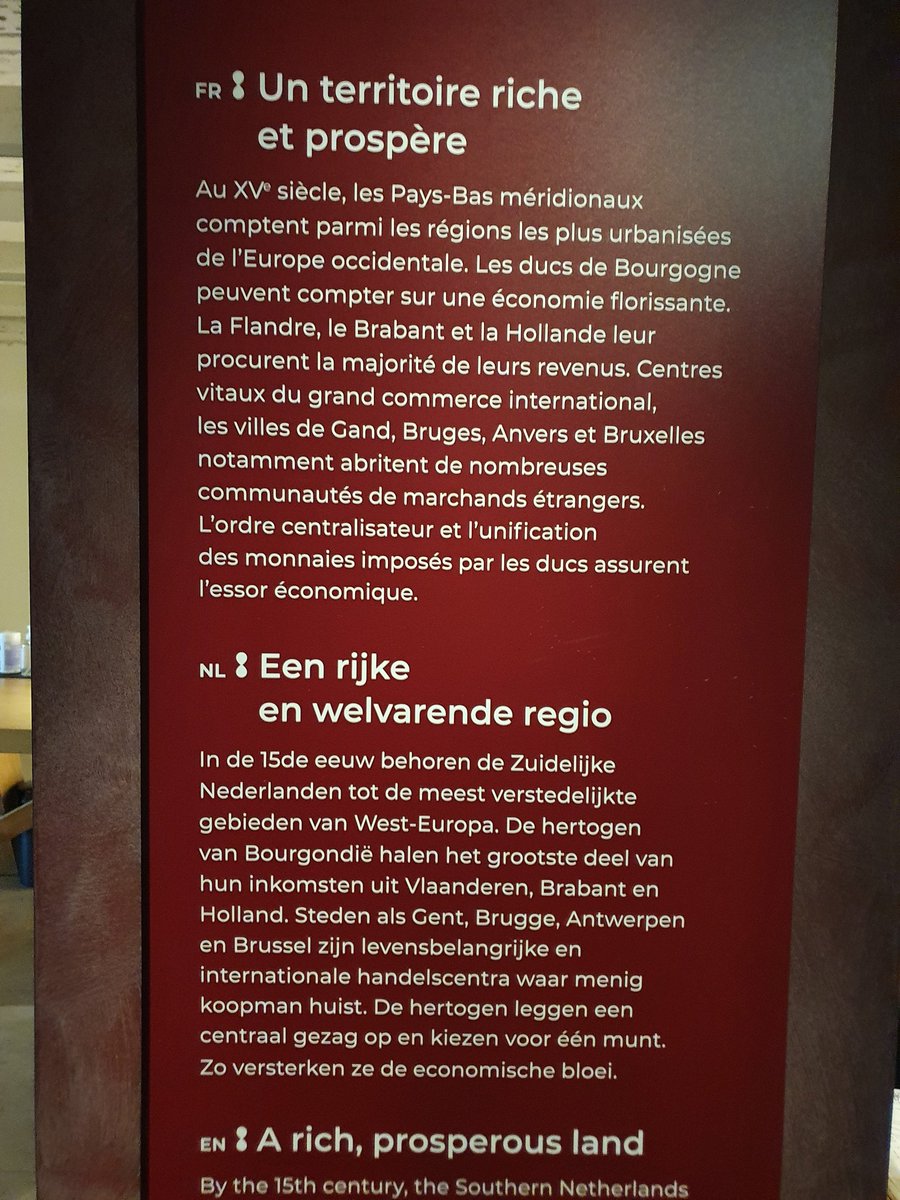 FR Un territoire riche
et prospère
Au XVe siècle, les Pays-Bas méridionaux
comptent parmi les régions les plus urbanisées
de l'Europe occidentale. Les ducs de Bourgogne
peuvent compter sur une économie florissante.
La Flandre, le Brabant et la Hollande leur
procurent la majorité de leurs revenus. Centres
vitaux du grand commerce international,
les villes de Gand, Bruges, Anvers et Bruxelles
notamment abritent de nombreuses
communautés de marchands étrangers.
L'ordre centralisateur et l'unification
des monnaies imposés par les ducs assurent
l'essor économique.
NL Een rijke
en welvarende regio
In de 15de eeuw behoren de Zuidelijke
Nederlanden tot de meest verstedelijkte
gebieden van West-Europa. De hertogen
van Bourgondië halen het grootste deel van
hun inkomsten uit Vlaanderen, Brabant en
Holland. Steden als Gent, Brugge, Antwerpen
en Brussel zijn levensbelangrijke en
internationale handelscentra waar menig
koopman huist. De hertogen leggen een
centraal gezag op en kiezen voor één munt.
Zo versterken ze de economische bloei.
EN A rich, prosperous land
By the 15th century, the Southern Netherlands